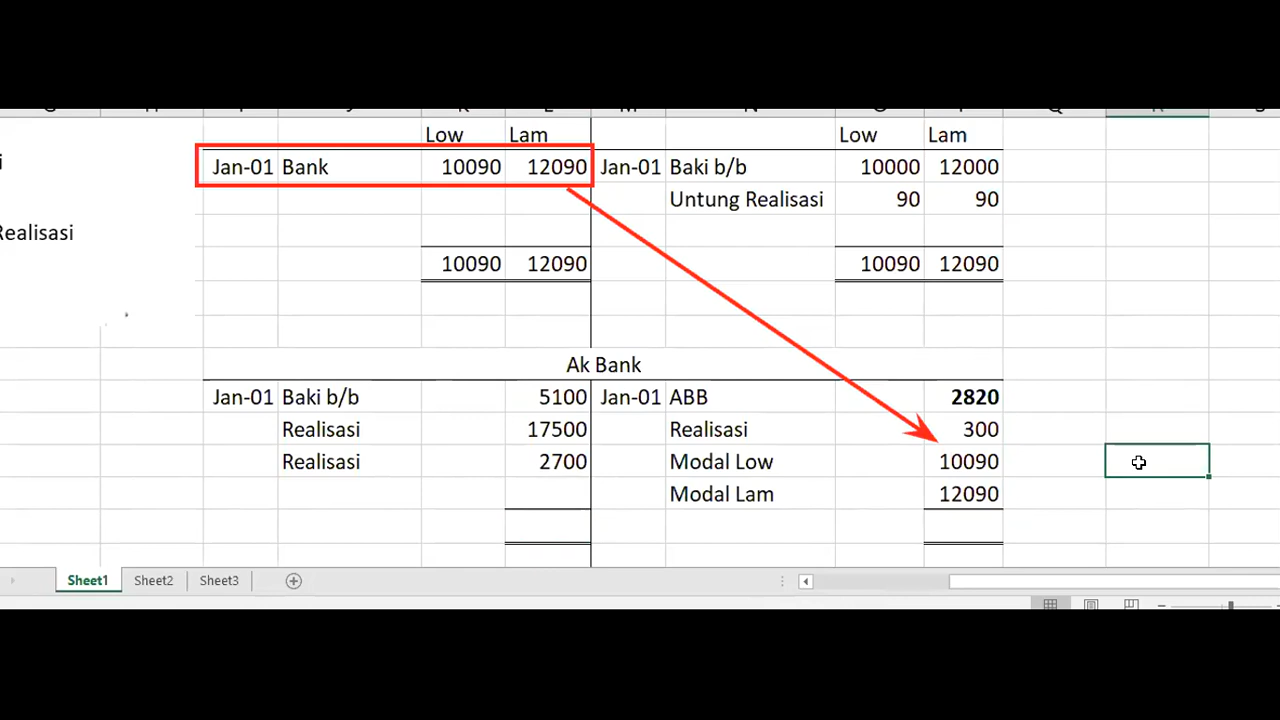 Low Lam Low Lam
Jan-01 Bank 10090 12090 Jan-01 Baki b/b 10000 12000
Untung Realisasi 90 90
Realisasi
10090 12090 10090 12090
Ak Bank
Jan-01 Baki b/b 5100 Jan-01 ABB 2820
Realisasi 17500 Realisasi 300
Realisasi 2700 Modal Low 10090
Modal Lam 12090
Sheet1 Sheet2 Sheet3